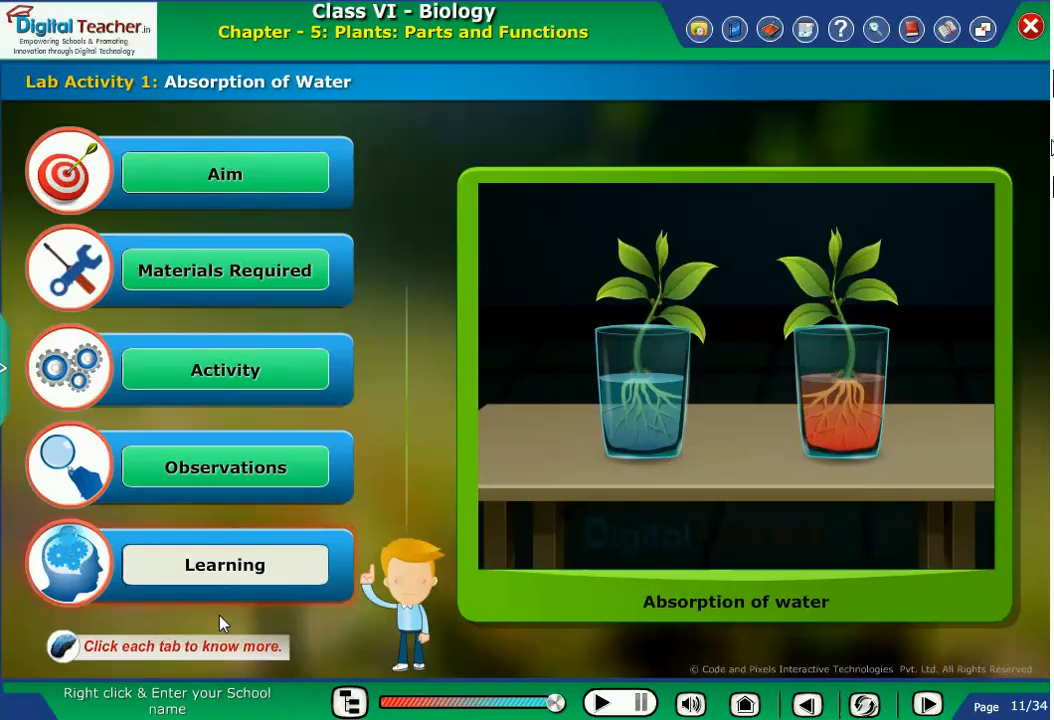 Digital Teacher.in
Empowering Schools & Promoting
Innovation through Digital Technology
Class VI - Biology
Chapter - 5: Plants: Parts and Functions
Lab Activity 1: Absorption of Water
Aim
Materials Required
Activity
Observations
Learning
Click each tab to know more.
Digital
Absorption of water
© Code and Pixels Interactive Technologies Pvt. Ltd. All Rights Reserved.
Right click & Enter your School
name
Page 11/34